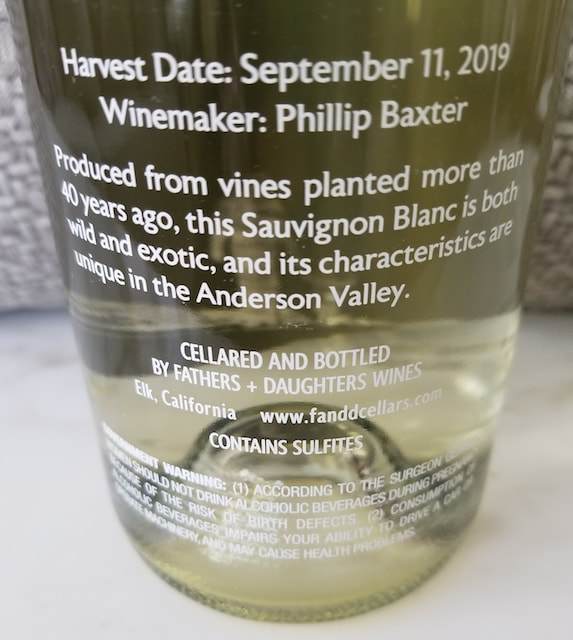 Harvest Date: September 11, 2019
Winemaker: Phillip Baxter
Produced from vines planted more than
40 years ago, this Sauvignon Blanc is both
wild and exotic, and its characteristics are
unique in the Anderson Valley.
CELLARED AND BOTTLED
BY FATHERS + DAUGHTERS WINES
Elk, California www.fanddcellars.com
CONTAINS SULFITES
GOVERNMENT WARNING: (1) ACCORDING TO THE SURGEON
SHOULD NOT DRINK ALCOHOLIC BEVERAGES DURING
OF THE RISK OF BIRTH DEFECTS. (2) CONSUMPTION
BEVERAGES IMPAIRS YOUR ABILITY TO DRIVE A CAR
MACHINERY, AND MAY CAUSE HEALTH PROBLEMS.